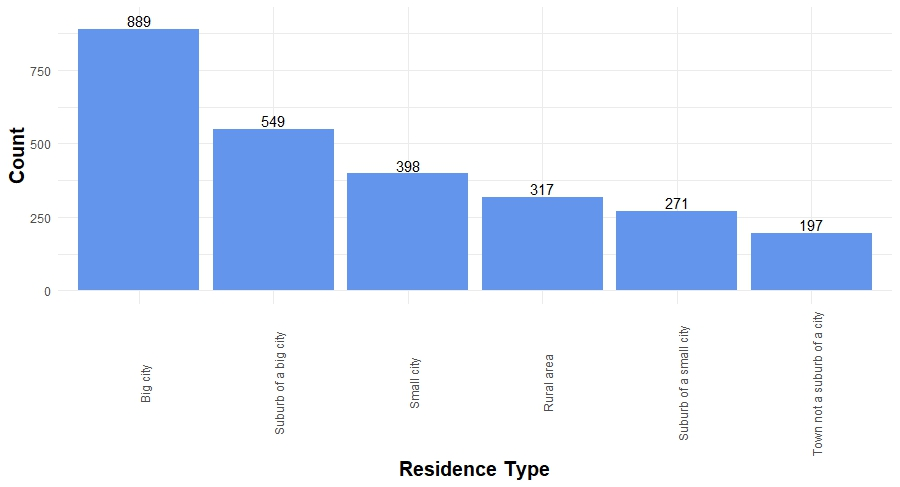 889
549
398
317
271
197
Count
750
500
250
0
Big city
Suburb of a big city
Small city
Rural area
Suburb of a small city
Town not a suburb of a city
Residence Type